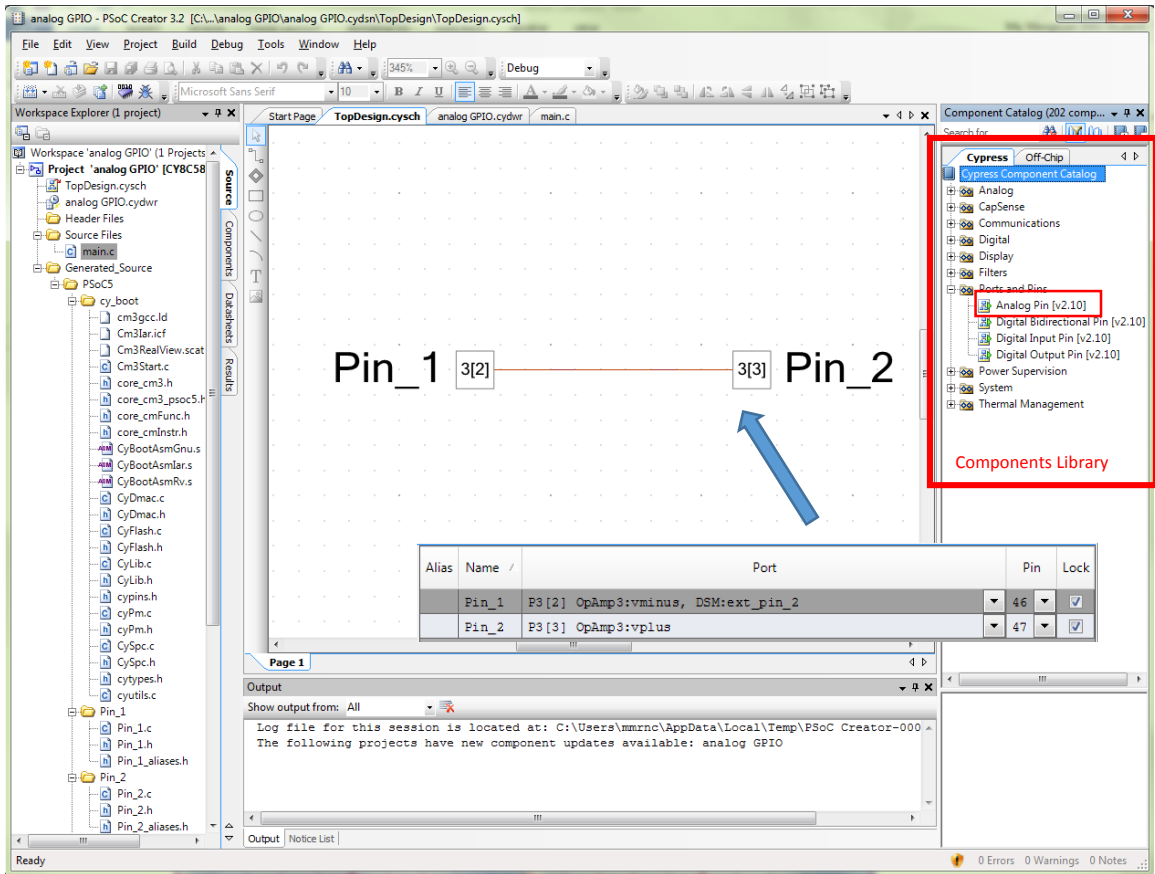 analog GPIO - PSoC Creator 3.2 [C:\...\analog GPIO\analog GPIO.cydsn\TopDesign\TopDesign.cysch]
File Edit View Project Build Debug Tools Window Help
345% Debug
Microsoft Sans Serif 10 B I U A
Workspace Explorer (1 project)
Workspace 'analog GPIO' (1 Projects
Project 'analog GPIO' [CY8C58
TopDesign.cysch
analog GPIO.cydwr
Header Files
Source Files
main.c
Generated_Source
PSoC5
cy_boot
cm3gcc.ld
Cm3Iar.icf
Cm3RealView.scat
Cm3Start.c
core_cm3.h
core_cm3_psoc5.h
core_cmFunc.h
core_cmInstr.h
CyBootAsmGnu.s
CyBootAsmIar.s
CyBootAsmRv.s
CyDmac.c
CyDmac.h
CyFlash.c
CyFlash.h
CyLib.c
CyLib.h
cypins.h
cyPm.c
cyPm.h
CySpc.c
CySpc.h
cytypes.h
cyutils.c
Pin_1
Pin_1.c
Pin_1.h
Pin_1_aliases.h
Pin_2
Pin_2.c
Pin_2.h
Pin_2_aliases.h
Source
Components
Datasheets
Results
Start Page TopDesign.cysch analog GPIO.cydwr main.c
Pin_1 3[2] 3[3] Pin_2
Alias Name Port Pin Lock
Pin_1 P3[2] OpAmp3:vminus, DSM:ext_pin_2 46
Pin_2 P3[3] OpAmp3:vplus 47
Page 1
Output
Show output from: All
Log file for this session is located at: C:\Users\mmrnc\AppData\Local\Temp\PSoC Creator-000
The following projects have new component updates available: analog GPIO
Output Notice List
Component Catalog (202 comp...
Search for
Cypress Off-Chip
Cypress Component Catalog
Analog
CapSense
Communications
Digital
Display
Filters
Ports and Pins
Analog Pin [v2.10]
Digital Bidirectional Pin [v2.10]
Digital Input Pin [v2.10]
Digital Output Pin [v2.10]
Power Supervision
System
Thermal Management
Components Library
Ready
0 Errors 0 Warnings 0 Notes